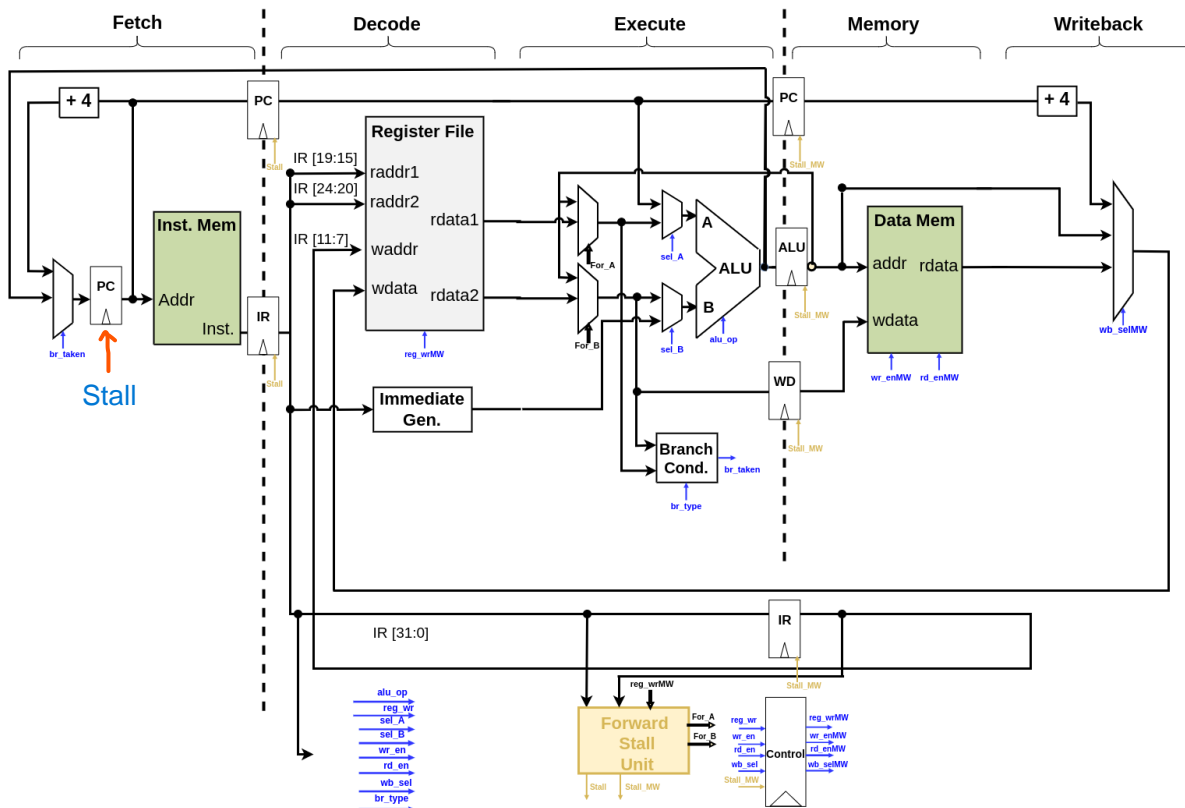 Fetch
Decode
Execute
Memory
Writeback
+ 4
PC
Stall
PC
Stall_MW
+ 4
Register File
IR [19:15]
raddr1
IR [24:20]
raddr2
rdata1
IR [11:7]
waddr
wdata
rdata2
reg_wrMW
Inst. Mem
Addr
Inst.
PC
br_taken
Stall
IR
Stall
For_A
For_B
sel_A
sel_B
A
ALU
B
alu_op
ALU
Stall_MW
Data Mem
addr
rdata
wdata
wr_enMW
rd_enMW
wb_selMW
WD
Stall_MW
Immediate
Gen.
Branch
Cond.
br_taken
br_type
IR [31:0]
IR
Stall_MW
reg_wrMW
Forward
Stall
Unit
For_A
For_B
Stall
Stall_MW
alu_op
reg_wr
sel_A
sel_B
wr_en
rd_en
wb_sel
br_type
reg_wr
wr_en
rd_en
wb_sel
Stall_MW
Control
reg_wrMW
wr_enMW
rd_enMW
wb_selMW